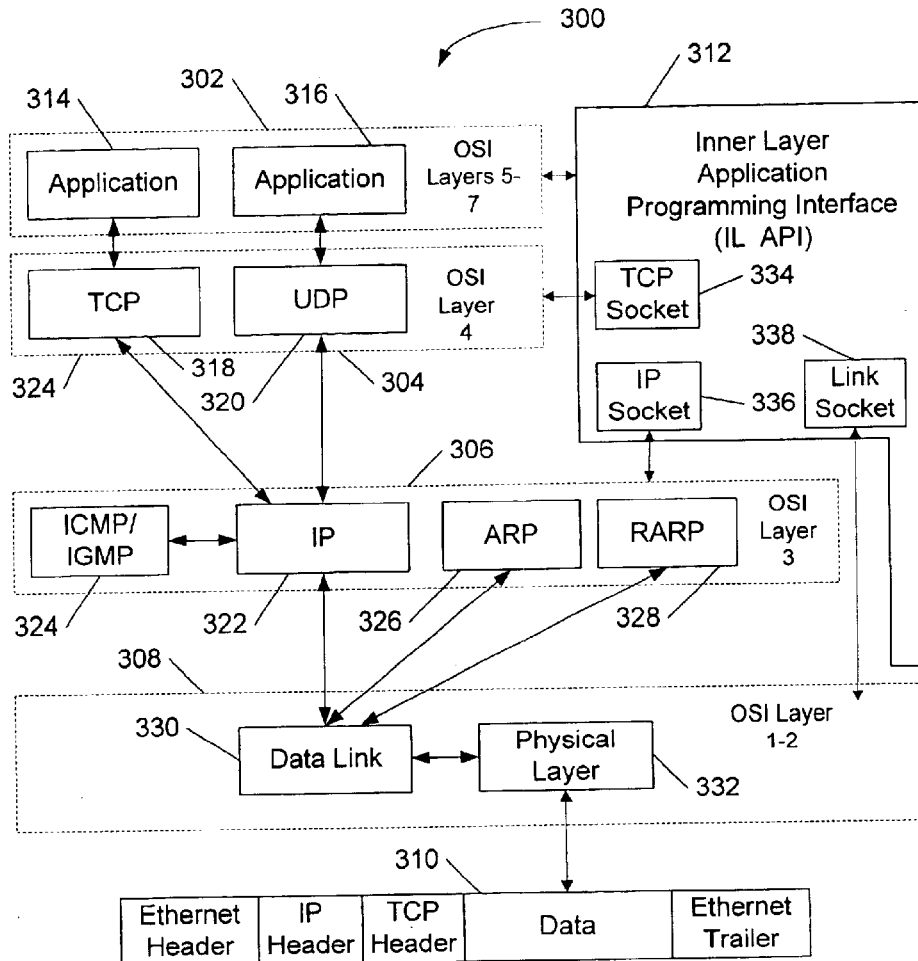 300
302
312
314
316
Application
Application
OSI
Layers 5-
7
Inner Layer
Application
Programming Interface
(IL API)
TCP
UDP
OSI
Layer
4
TCP
Socket
334
324
318
320
304
IP
Socket
336
338
Link
Socket
306
ICMP/
IGMP
IP
ARP
RARP
OSI
Layer
3
324
322
326
328
308
330
Data Link
Physical
Layer
332
OSI Layer
1-2
310
Ethernet
Header
IP
Header
TCP
Header
Data
Ethernet
Trailer